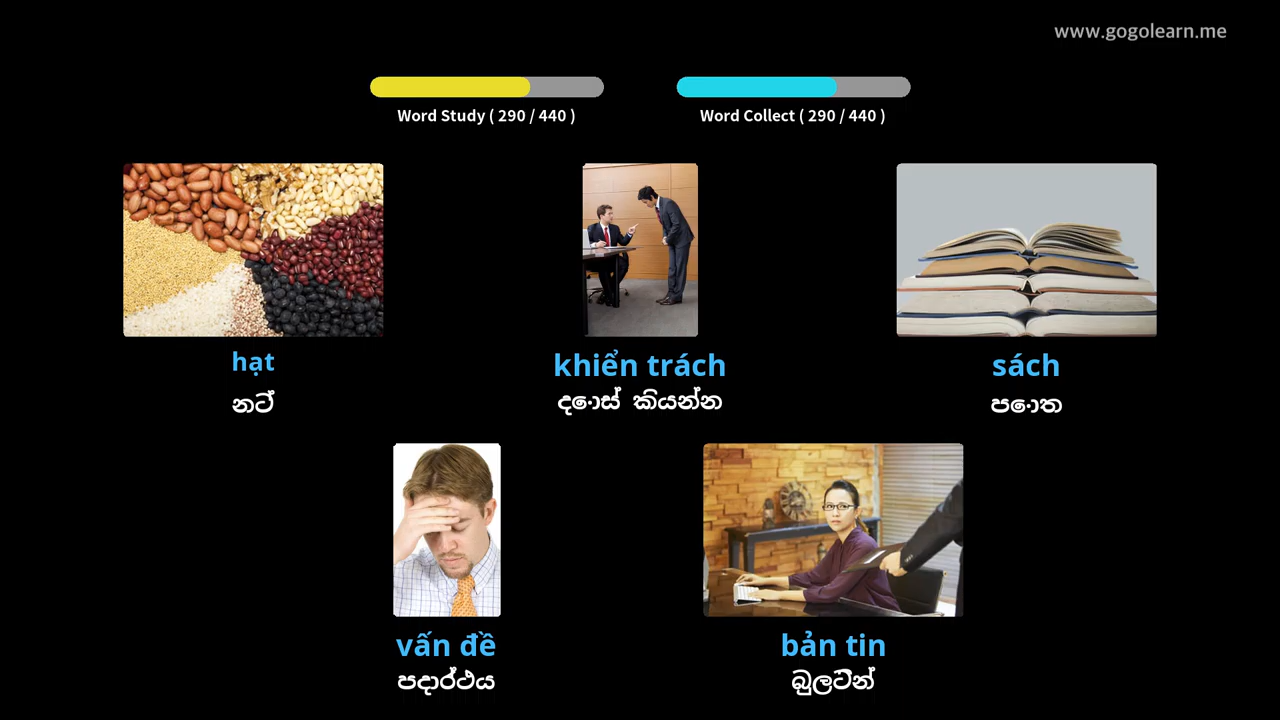 www.gogolearn.me
Word Study ( 290 / 440 )
Word Collect ( 290 / 440 )
hạt
නට්
khiển trách
දොස් කියන්න
sách
පොත
vấn đề
පදාර්ථය
bản tin
බුලටින්